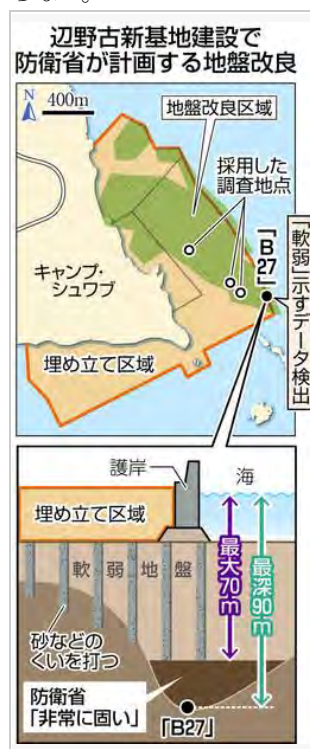 辺野古新基地建設で
防衛省が計画する地盤改良
N
400m
地盤改良区域
採用した
調査地点
「B
27」
「軟弱」示すデータ検出
キャンプ・
シュワブ
埋め立て区域
護岸
海
埋め立て区域
軟弱地盤
最大70m
最深90m
砂などの
くいを打つ
防衛省
「非常に固い」
「B27」